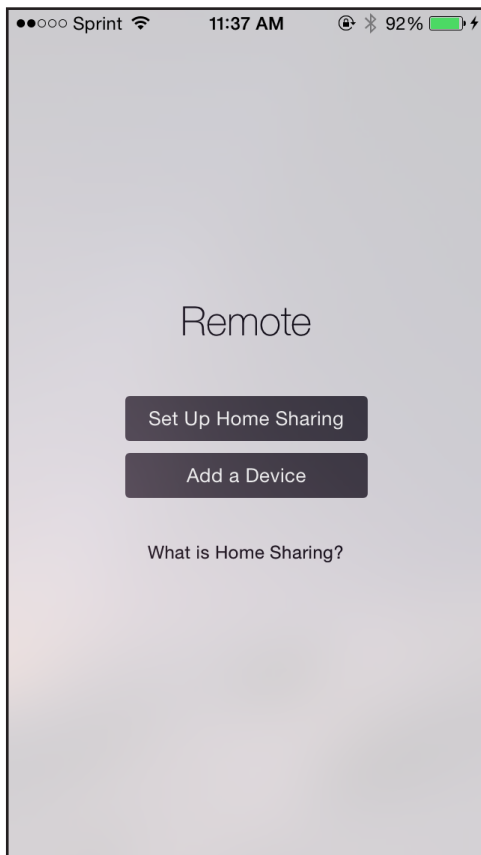 Sprint 11:37 AM 92%
Remote
Set Up Home Sharing
Add a Device
What is Home Sharing?